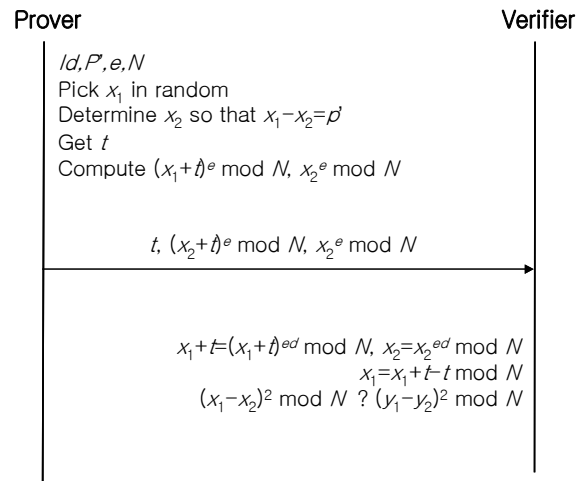 Prover
Verifier
Id,P',e,N
Pick x₁ in random
Determine x₂ so that x₁−x₂=p'
Get t
Compute (x₁+t)ᵉ mod N, x₂ᵉ mod N
t, (x₂+t)ᵉ mod N, x₂ᵉ mod N
x₁+t=(x₁+t)ᵉᵈ mod N, x₂=x₂ᵉᵈ mod N
x₁=x₁+t−t mod N
(x₁−x₂)² mod N ? (y₁−y₂)² mod N